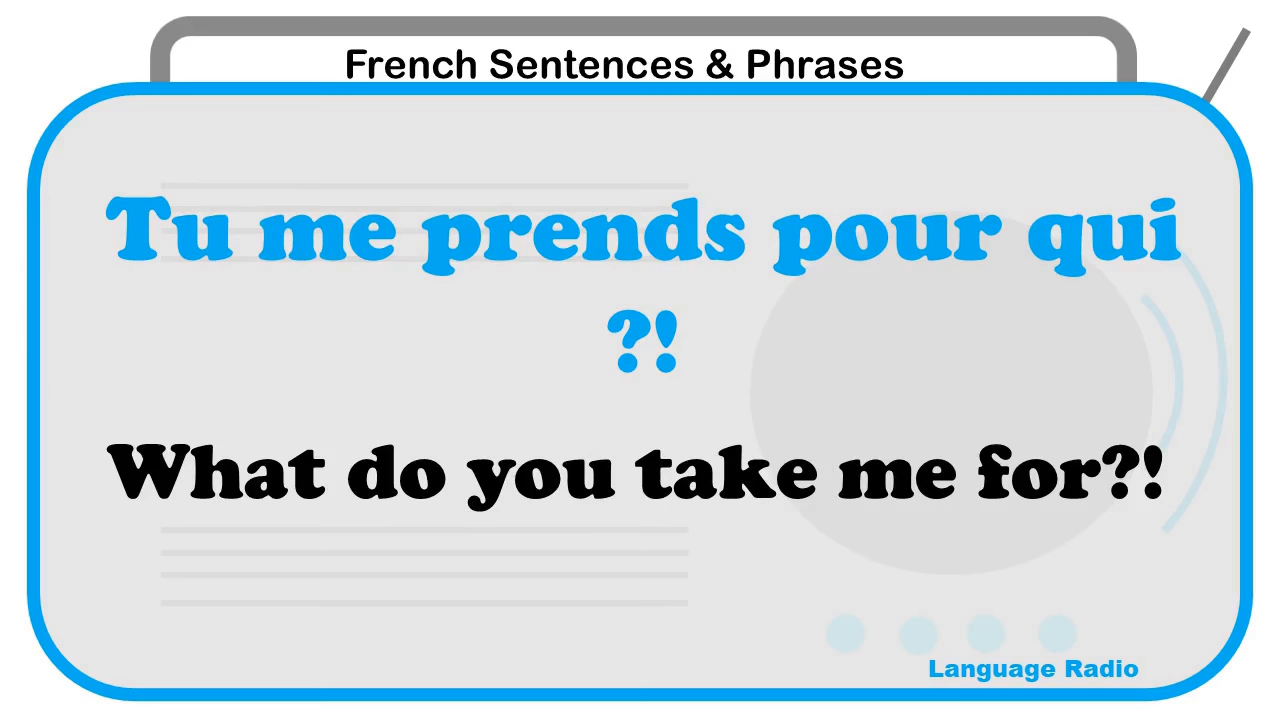 French Sentences & Phrases
Tu me prends pour qui
?!
What do you take me for?!
Language Radio